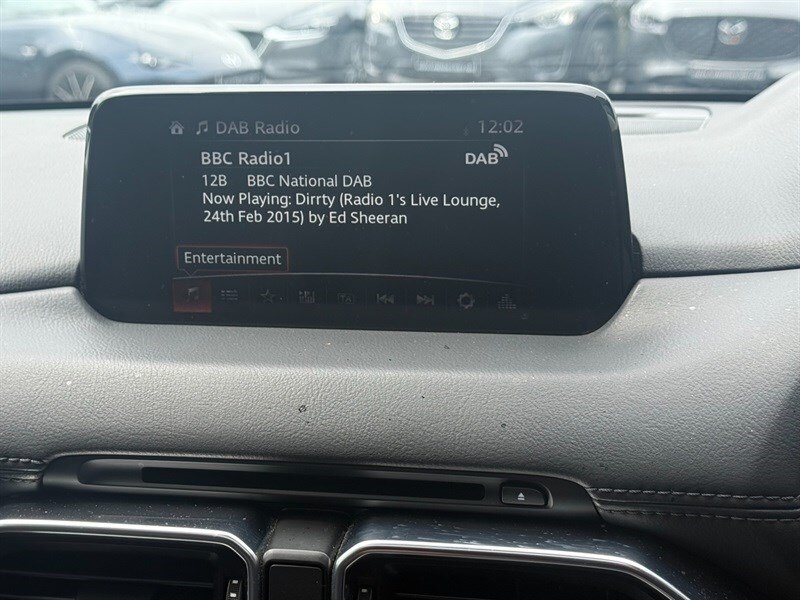 DAB Radio 12:02
BBC Radio1 DAB
12B BBC National DAB
Now Playing: Dirrty (Radio 1's Live Lounge,
24th Feb 2015) by Ed Sheeran
Entertainment
TA